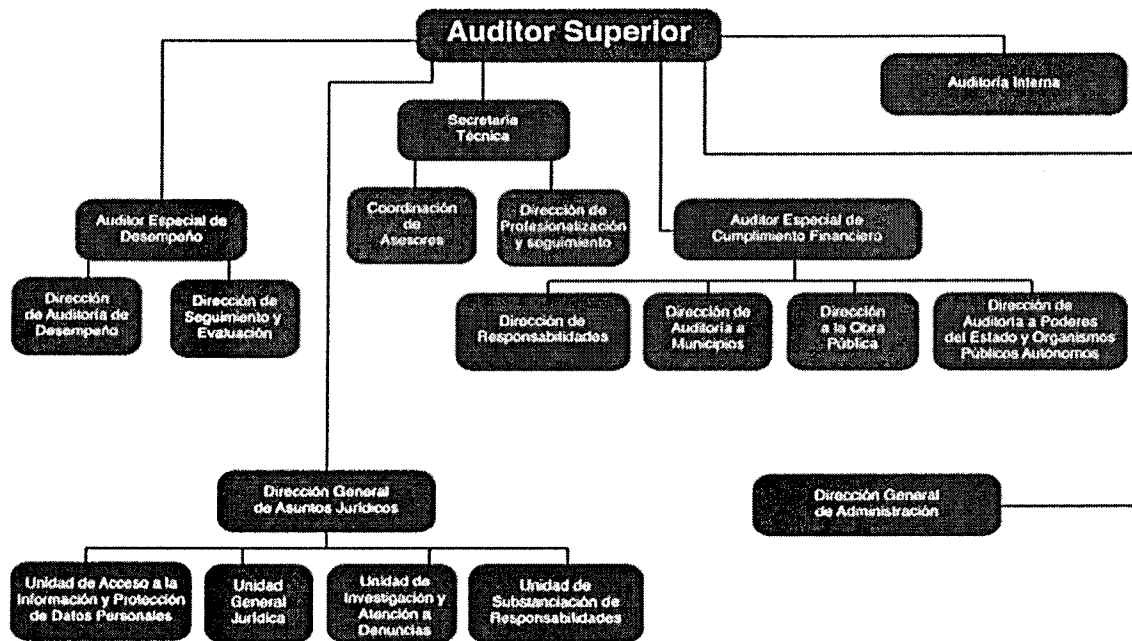 Auditor Superior
Auditoría Interna
Secretaría
Técnica
Auditor Especial de
Desempeño
Coordinación
de
Asesores
Dirección de
Profesionalización
y seguimiento
Auditor Especial de
Cumplimiento Financiero
Dirección
de Auditoría de
Desempeño
Dirección de
Seguimiento y
Evaluación
Dirección de
Responsabilidades
Dirección de
Auditoría a
Municipios
Dirección
a la Obra
Pública
Dirección de
Auditoría a Poderes
del Estado y Organismos
Públicos Autónomos
Dirección General
de Asuntos Jurídicos
Dirección General
de Administración
Unidad de Acceso a la
Información y Protección
de Datos Personales
Unidad
General
Jurídica
Unidad de
Investigación y
Atención a
Denuncias
Unidad de
Substanciación de
Responsabilidades